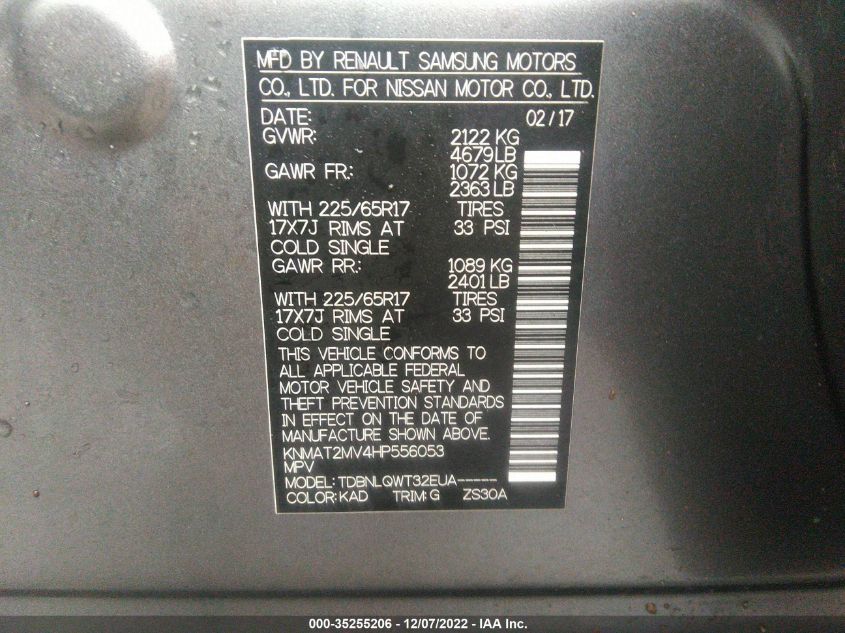 MFD BY RENAULT SAMSUNG MOTORS
CO., LTD. FOR NISSAN MOTOR CO., LTD.
DATE: 02/17
GVWR: 2122 KG
4679 LB
GAWR FR.: 1072 KG
2363 LB
WITH 225/65R17 TIRES
17X7J RIMS AT 33 PSI
COLD SINGLE
GAWR RR.: 1089 KG
2401 LB
WITH 225/65R17 TIRES
17X7J RIMS AT 33 PSI
COLD SINGLE
THIS VEHICLE CONFORMS TO
ALL APPLICABLE FEDERAL
MOTOR VEHICLE SAFETY AND
THEFT PREVENTION STANDARDS
IN EFFECT ON THE DATE OF
MANUFACTURE SHOWN ABOVE.
KNMAT2MV4HP556053
MPV
MODEL: TDBNLQWT32EUA-----
COLOR: KAD TRIM: G ZS30A
000-35255206 - 12/07/2022 - IAA Inc.